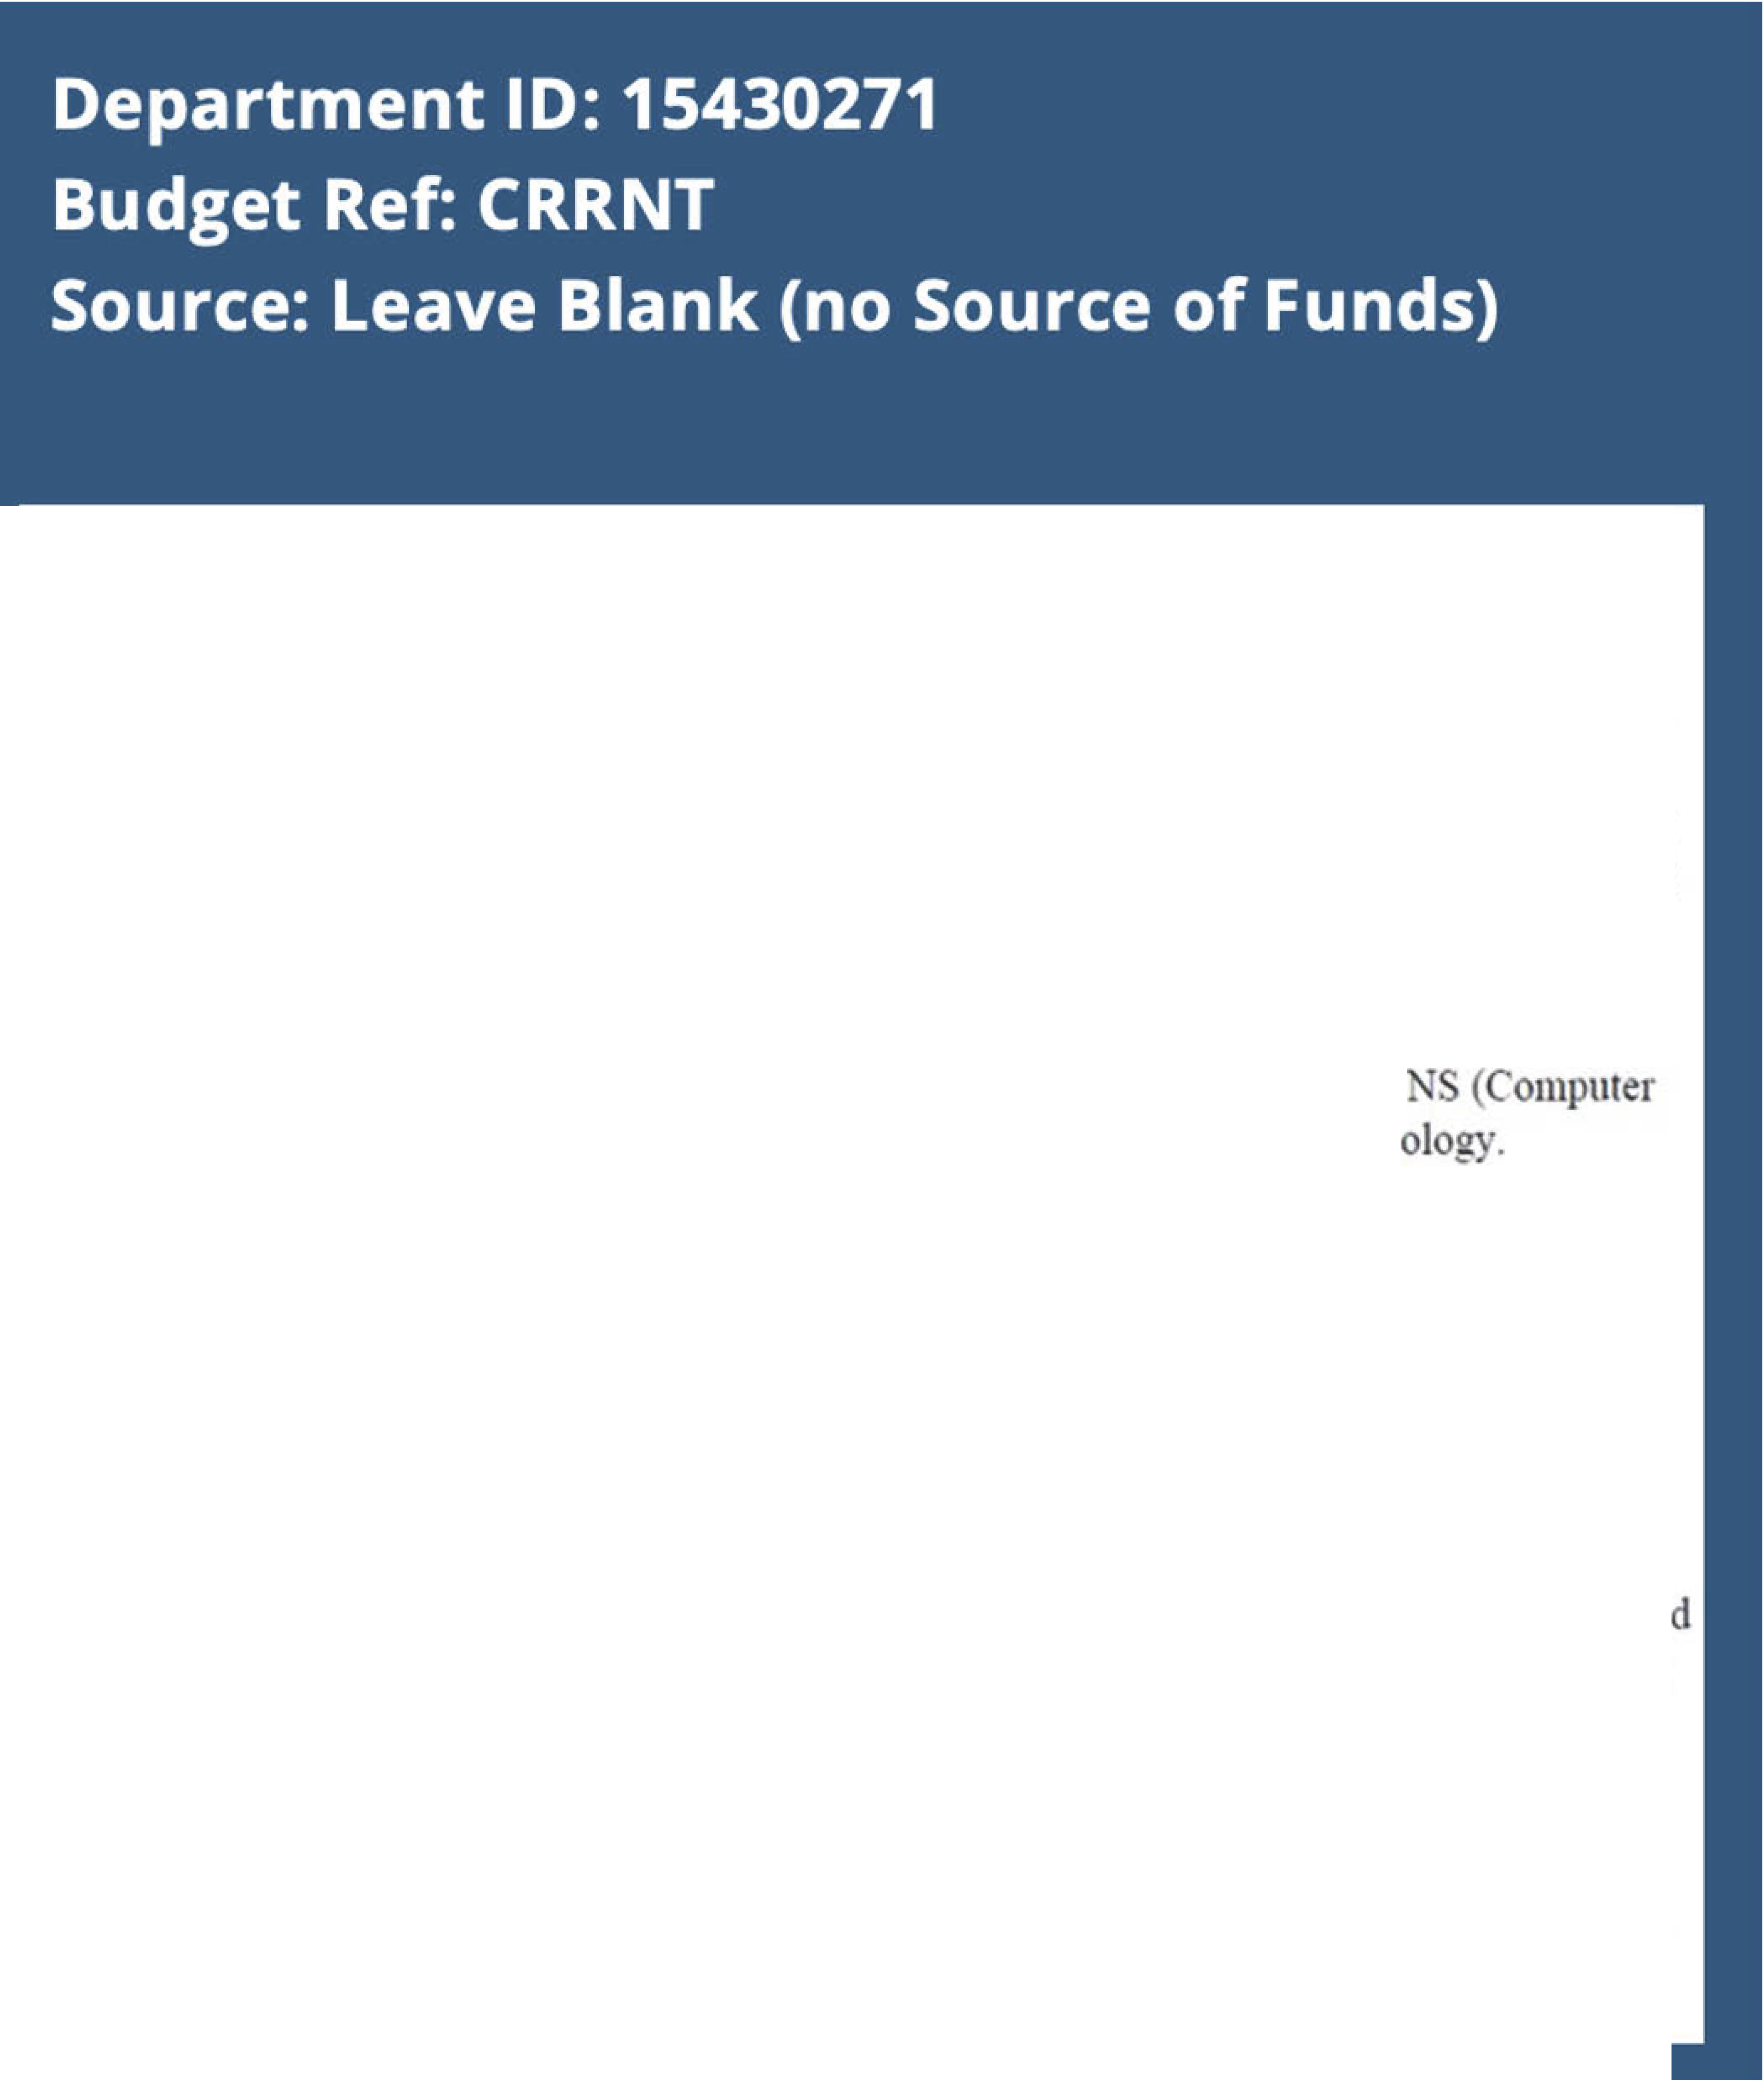 Department ID: 15430271
Budget Ref: CRRNT
Source: Leave Blank (no Source of Funds)
NS (Computer
ology.
d